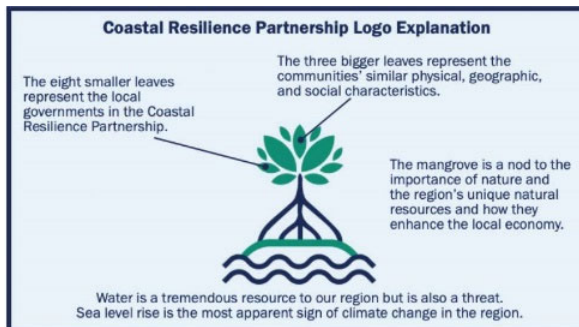 Coastal Resilience Partnership Logo Explanation
The three bigger leaves represent the
communities' similar physical, geographic,
and social characteristics.
The eight smaller leaves
represent the local
governments in the Coastal
Resilience Partnership.
The mangrove is a nod to the
importance of nature and
the region's unique natural
resources and how they
enhance the local economy.
Water is a tremendous resource to our region but is also a threat.
Sea level rise is the most apparent sign of climate change in the region.